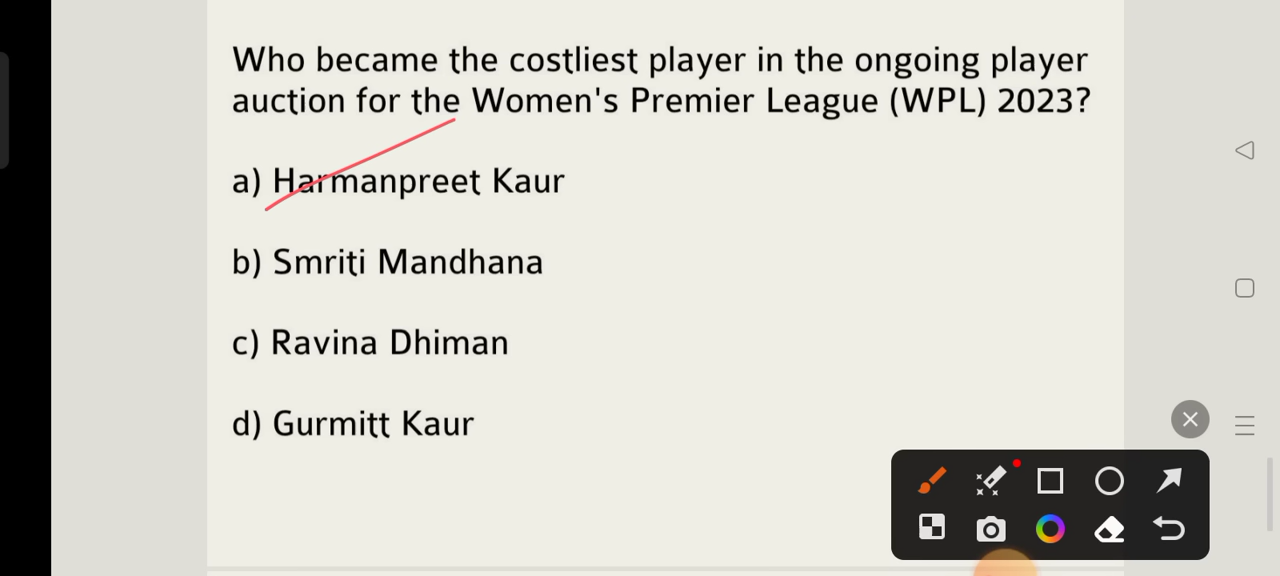 Who became the costliest player in the ongoing player
auction for the Women's Premier League (WPL) 2023?
a) Harmanpreet Kaur
b) Smriti Mandhana
c) Ravina Dhiman
d) Gurmitt Kaur